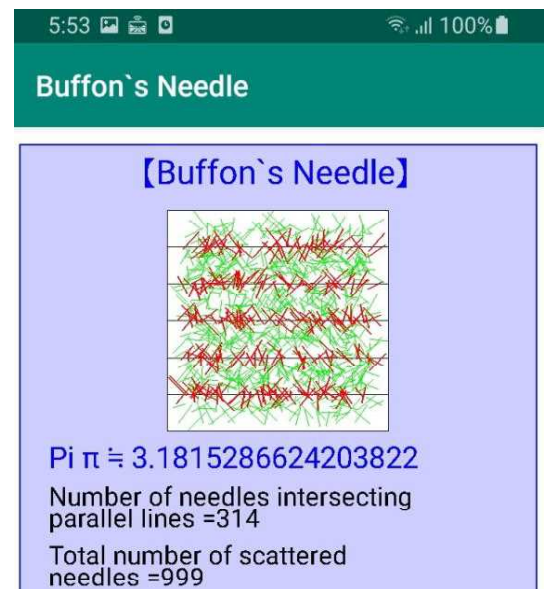 5:53 100%
Buffon`s Needle
【Buffon`s Needle】
Pi π ≒ 3.1815286624203822
Number of needles intersecting
parallel lines =314
Total number of scattered
needles =999